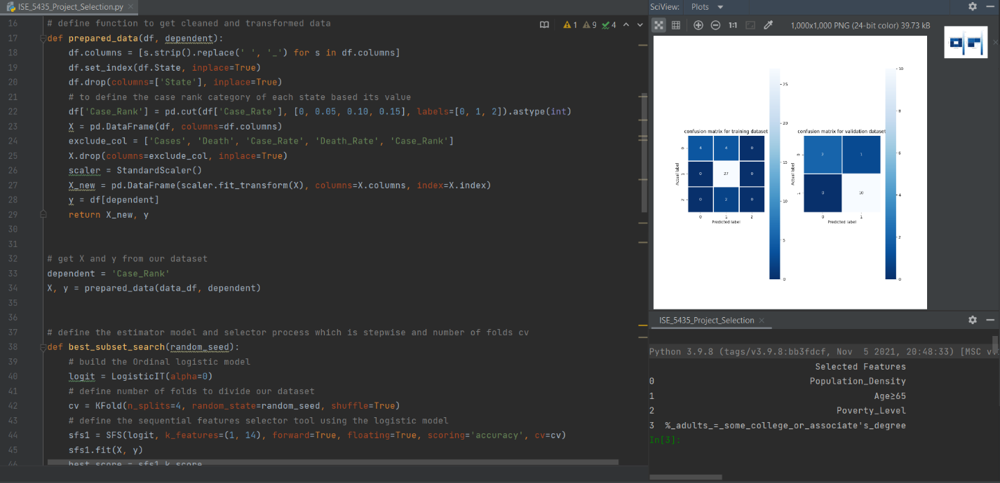 ISE_5435_Project_Selection.py
16 # define function to get cleaned and transformed data
17 def prepared_data(df, dependent):
18 df.columns = [s.strip().replace(' ', '_') for s in df.columns]
19 df.set_index(df.State, inplace=True)
20 df.drop(columns=['State'], inplace=True)
21 # to define the case rank category of each state based its value
22 df['Case_Rank'] = pd.cut(df['Case_Rate'], [0, 0.05, 0.10, 0.15], labels=[0, 1, 2]).astype(int)
23 X = pd.DataFrame(df, columns=df.columns)
24 exclude_col = ['Cases', 'Death', 'Case_Rate', 'Death_Rate', 'Case_Rank']
25 X.drop(columns=exclude_col, inplace=True)
26 scaler = StandardScaler()
27 X_new = pd.DataFrame(scaler.fit_transform(X), columns=X.columns, index=X.index)
28 y = df[dependent]
29 return X_new, y
30
31
32 # get X and y from our dataset
33 dependent = 'Case_Rank'
34 X, y = prepared_data(data_df, dependent)
35
36
37 # define the estimator model and selector process which is stepwise and number of folds cv
38 def best_subset_search(random_seed):
39 # build the Ordinal logistic model
40 logit = LogisticIT(alpha=0)
41 # define number of folds to divide our dataset
42 cv = KFold(n_splits=4, random_state=random_seed, shuffle=True)
43 # define the sequential features selector tool using the logistic model
44 sfs1 = SFS(logit, k_features=(1, 14), forward=True, floating=True, scoring='accuracy', cv=cv)
45 sfs1.fit(X, y)
46 best_score = sfs1.k_score
1 9 4
SciView: Plots
1:1 1,000x1,000 PNG (24-bit color) 39.73 kB
confusion matrix for training dataset
Actual label
0 4 4 0
1 0 27 0
2 0 2 0
0 1 2
Predicted label
25
20
15
10
5
0
confusion matrix for validation dataset
Actual label
0 2 1
1 0 10
0 1
Predicted label
10
8
6
4
2
0
ISE_5435_Project_Selection
Python 3.9.8 (tags/v3.9.8:bb3fdcf, Nov 5 2021, 20:48:33) [MSC v.
Selected Features
0 Population_Density
1 Age≥65
2 Poverty_Level
3 %_adults_=_some_college_or_associate's_degree
In[3]: